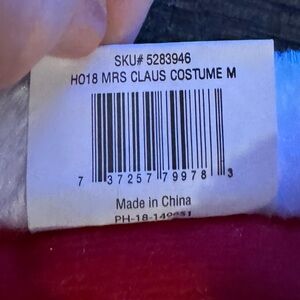 SKU# 5283946
HO18 MRS CLAUS COSTUME M
7 37257 79978 3
Made in China